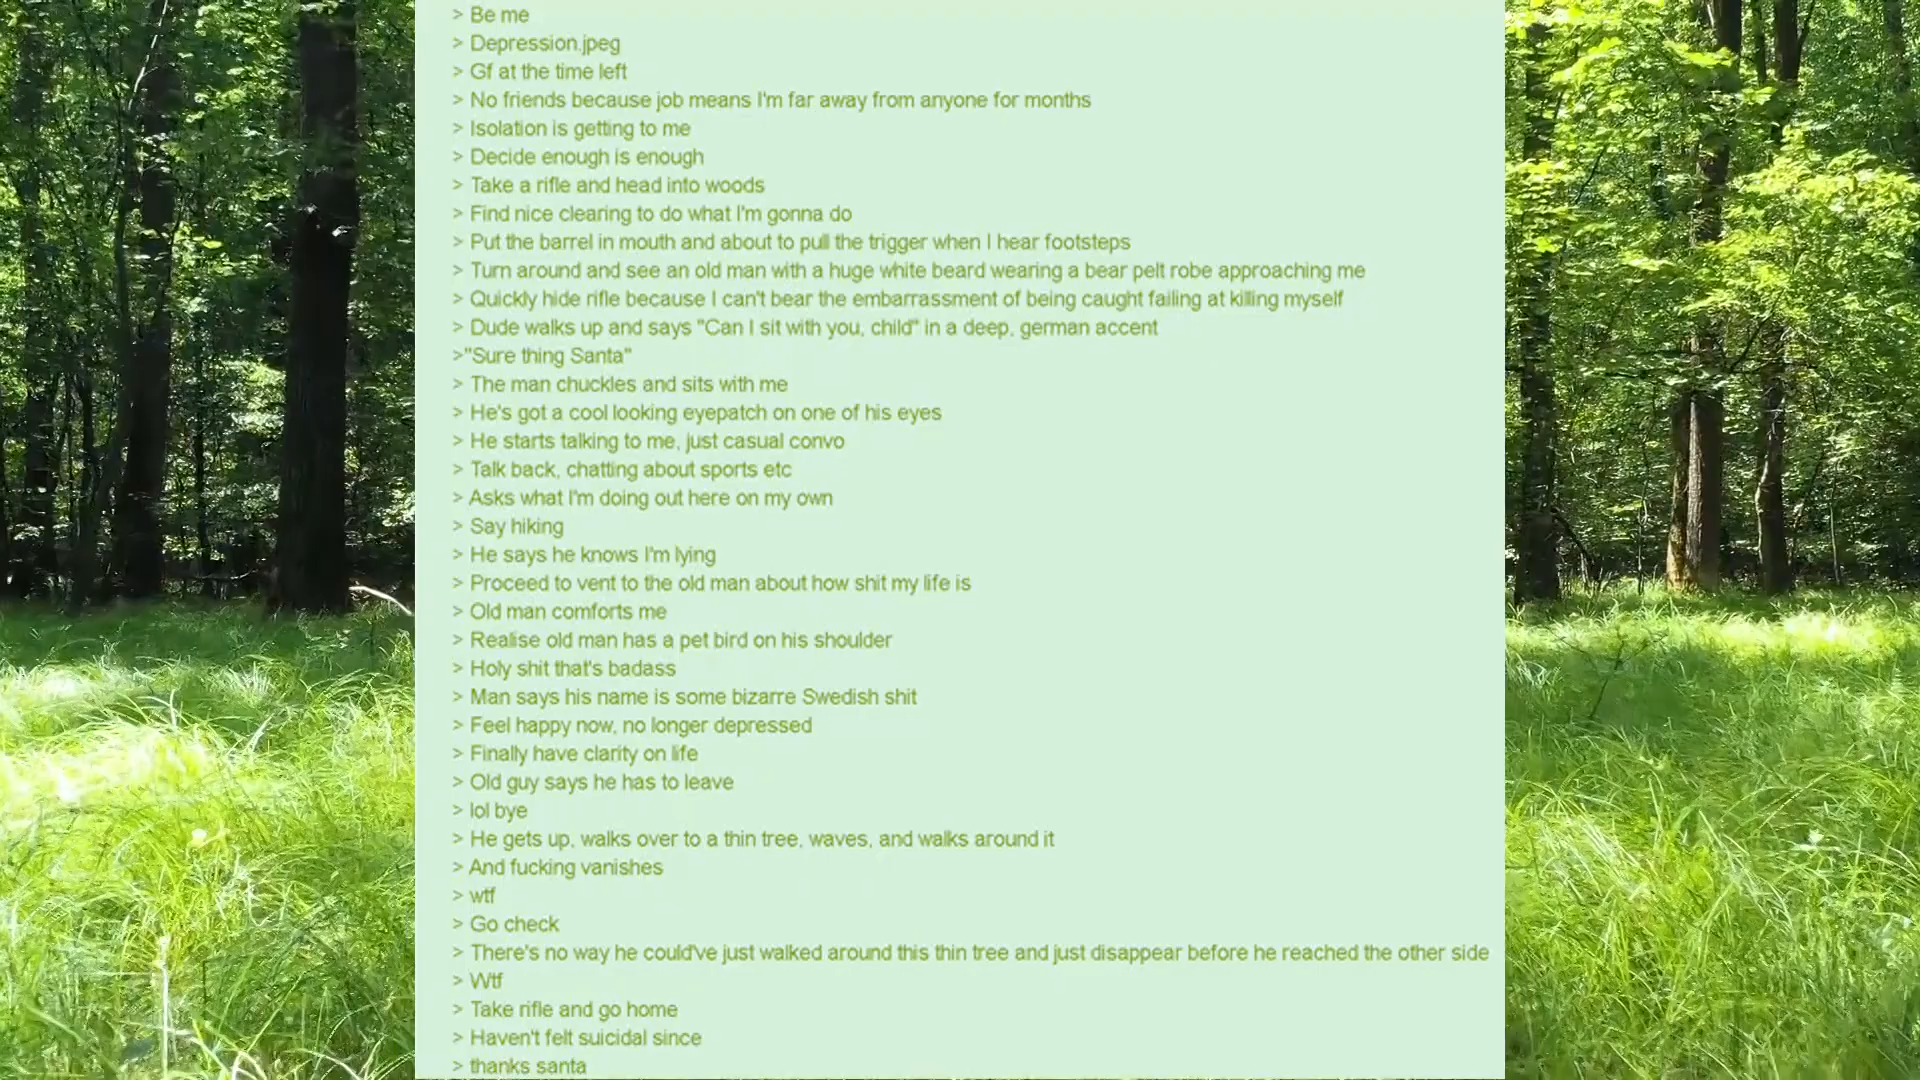 > Be me
> Depression.jpeg
> Gf at the time left
> No friends because job means I'm far away from anyone for months
> Isolation is getting to me
> Decide enough is enough
> Take a rifle and head into woods
> Find nice clearing to do what I'm gonna do
> Put the barrel in mouth and about to pull the trigger when I hear footsteps
> Turn around and see an old man with a huge white beard wearing a bear pelt robe approaching me
> Quickly hide rifle because I can't bear the embarrassment of being caught failing at killing myself
> Dude walks up and says "Can I sit with you, child" in a deep, german accent
>"Sure thing Santa"
> The man chuckles and sits with me
> He's got a cool looking eyepatch on one of his eyes
> He starts talking to me, just casual convo
> Talk back, chatting about sports etc
> Asks what I'm doing out here on my own
> Say hiking
> He says he knows I'm lying
> Proceed to vent to the old man about how shit my life is
> Old man comforts me
> Realise old man has a pet bird on his shoulder
> Holy shit that's badass
> Man says his name is some bizarre Swedish shit
> Feel happy now, no longer depressed
> Finally have clarity on life
> Old guy says he has to leave
> lol bye
> He gets up, walks over to a thin tree, waves, and walks around it
> And fucking vanishes
> wtf
> Go check
> There's no way he could've just walked around this thin tree and just disappear before he reached the other side
> Wtf
> Take rifle and go home
> Haven't felt suicidal since
> thanks santa